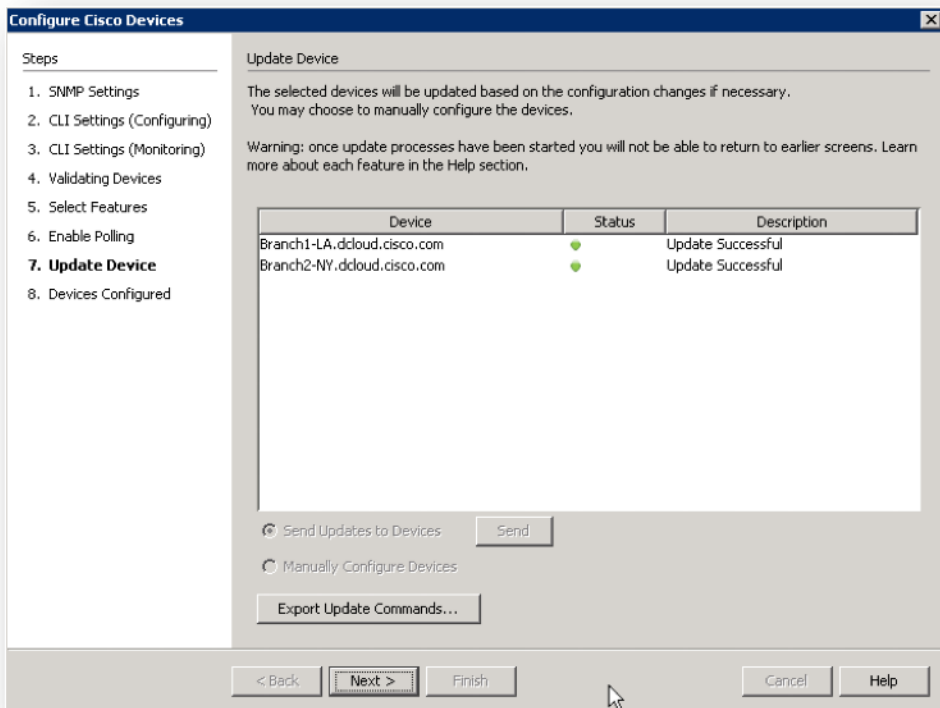 Configure Cisco Devices
Steps
1. SNMP Settings
2. CLI Settings (Configuring)
3. CLI Settings (Monitoring)
4. Validating Devices
5. Select Features
6. Enable Polling
7. Update Device
8. Devices Configured
Update Device
The selected devices will be updated based on the configuration changes if necessary.
You may choose to manually configure the devices.
Warning: once update processes have been started you will not be able to return to earlier screens. Learn
more about each feature in the Help section.
Device Status Description
Branch1-LA.dcloud.cisco.com Update Successful
Branch2-NY.dcloud.cisco.com Update Successful
Send Updates to Devices Send
Manually Configure Devices
Export Update Commands...
< Back Next > Finish Cancel Help